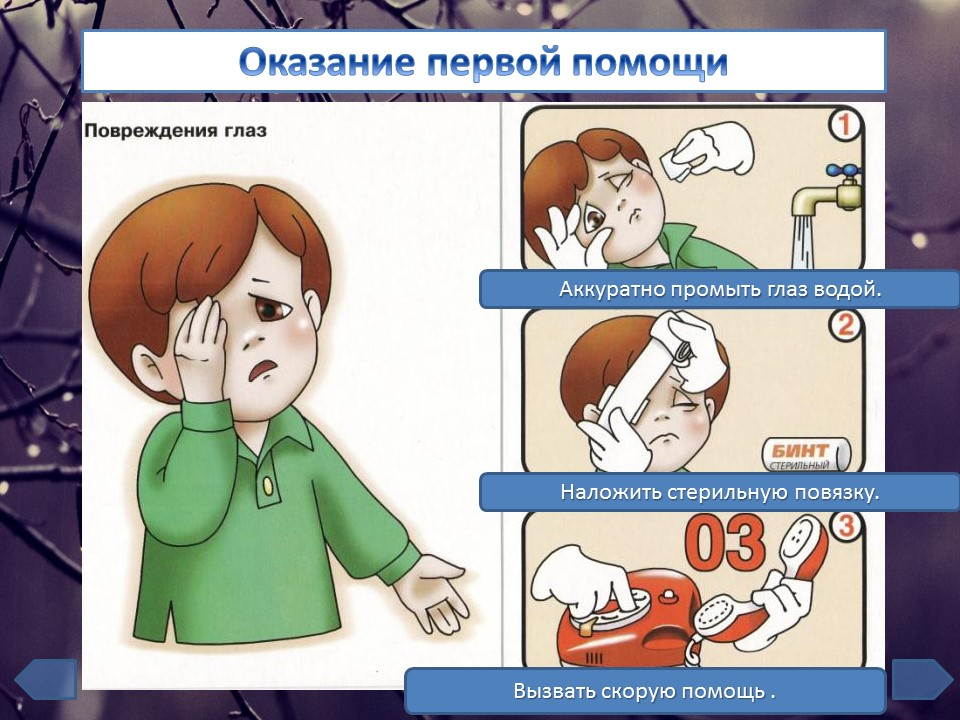 Оказание первой помощи
Повреждения глаз
1
Аккуратно промыть глаз водой.
2
БИНТ
СТЕРИЛЬНЫЙ
Наложить стерильную повязку.
03
3
Вызвать скорую помощь .